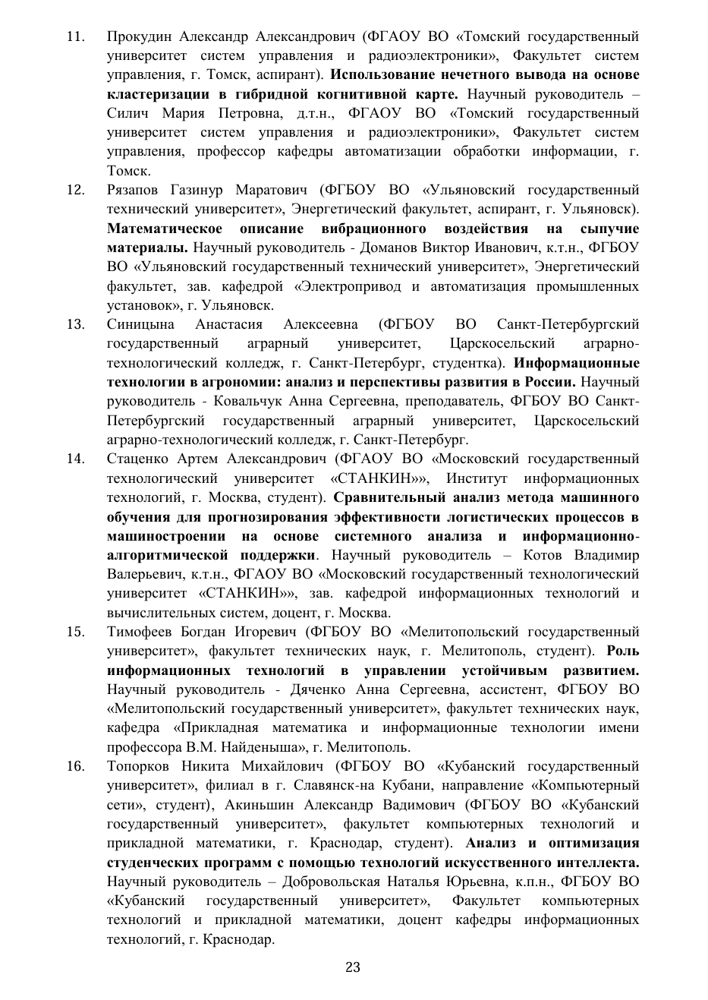 11. Прокудин Александр Александрович (ФГАОУ ВО «Томский государственный
университет систем управления и радиоэлектроники», Факультет систем
управления, г. Томск, аспирант). Использование нечетного вывода на основе
кластеризации в гибридной когнитивной карте. Научный руководитель –
Силич Мария Петровна, д.т.н., ФГАОУ ВО «Томский государственный
университет систем управления и радиоэлектроники», Факультет систем
управления, профессор кафедры автоматизации обработки информации, г.
Томск.
12. Рязапов Газинур Маратович (ФГБОУ ВО «Ульяновский государственный
технический университет», Энергетический факультет, аспирант, г. Ульяновск).
Математическое описание вибрационного воздействия на сыпучие
материалы. Научный руководитель - Доманов Виктор Иванович, к.т.н., ФГБОУ
ВО «Ульяновский государственный технический университет», Энергетический
факультет, зав. кафедрой «Электропривод и автоматизация промышленных
установок», г. Ульяновск.
13. Синицына Анастасия Алексеевна (ФГБОУ ВО Санкт-Петербургский
государственный аграрный университет, Царскосельский аграрно-
технологический колледж, г. Санкт-Петербург, студентка). Информационные
технологии в агрономии: анализ и перспективы развития в России. Научный
руководитель - Ковальчук Анна Сергеевна, преподаватель, ФГБОУ ВО Санкт-
Петербургский государственный аграрный университет, Царскосельский
аграрно-технологический колледж, г. Санкт-Петербург.
14. Стаценко Артем Александрович (ФГАОУ ВО «Московский государственный
технологический университет «СТАНКИН»», Институт информационных
технологий, г. Москва, студент). Сравнительный анализ метода машинного
обучения для прогнозирования эффективности логистических процессов в
машиностроении на основе системного анализа и информационно-
алгоритмической поддержки. Научный руководитель – Котов Владимир
Валерьевич, к.т.н., ФГАОУ ВО «Московский государственный технологический
университет «СТАНКИН»», зав. кафедрой информационных технологий и
вычислительных систем, доцент, г. Москва.
15. Тимофеев Богдан Игоревич (ФГБОУ ВО «Мелитопольский государственный
университет», факультет технических наук, г. Мелитополь, студент). Роль
информационных технологий в управлении устойчивым развитием.
Научный руководитель - Дяченко Анна Сергеевна, ассистент, ФГБОУ ВО
«Мелитопольский государственный университет», факультет технических наук,
кафедра «Прикладная математика и информационные технологии имени
профессора В.М. Найденыша», г. Мелитополь.
16. Топорков Никита Михайлович (ФГБОУ ВО «Кубанский государственный
университет», филиал в г. Славянск-на Кубани, направление «Компьютерный
сети», студент), Акиньшин Александр Вадимович (ФГБОУ ВО «Кубанский
государственный университет», факультет компьютерных технологий и
прикладной математики, г. Краснодар, студент). Анализ и оптимизация
студенческих программ с помощью технологий искусственного интеллекта.
Научный руководитель – Добровольская Наталья Юрьевна, к.п.н., ФГБОУ ВО
«Кубанский государственный университет», Факультет компьютерных
технологий и прикладной математики, доцент кафедры информационных
технологий, г. Краснодар.
23